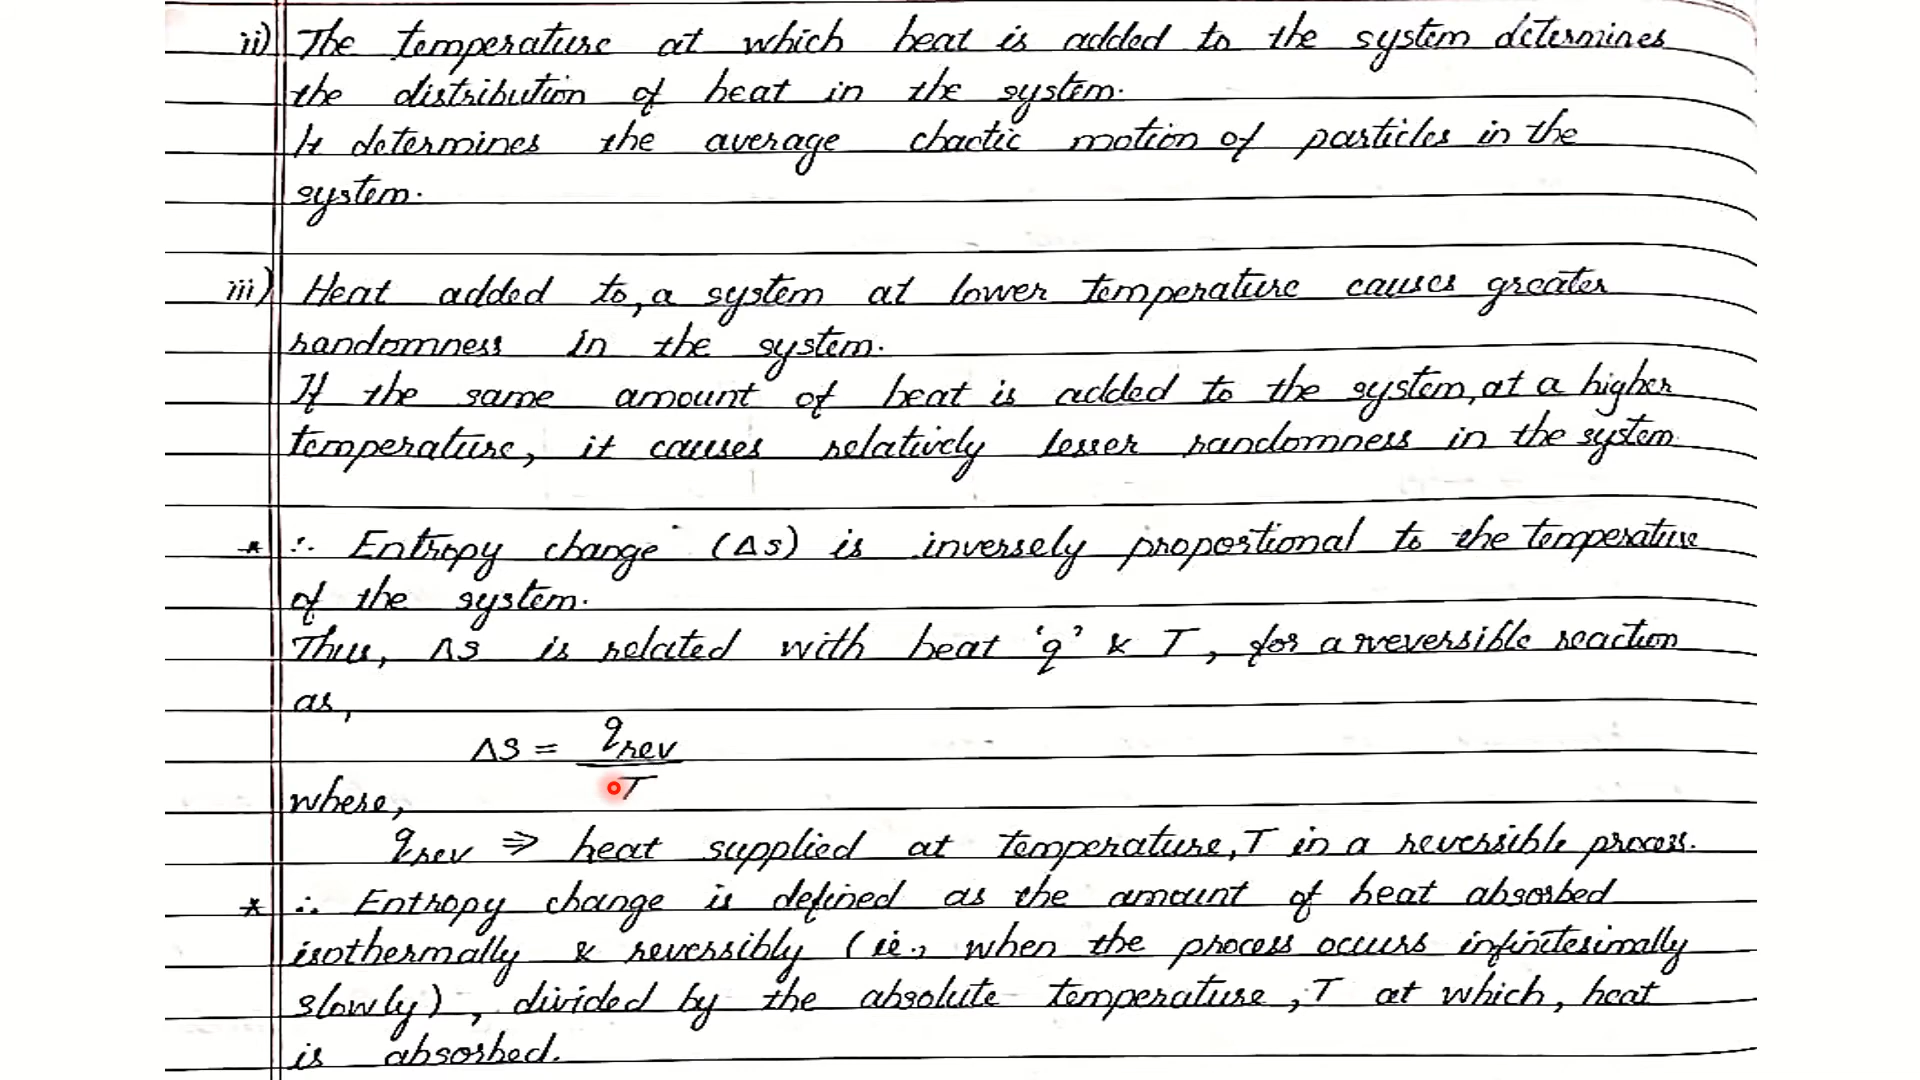 ii) The temperature at which heat is added to the system determines
the distribution of heat in the system.
It determines the average chaotic motion of particles in the
system.
iii) Heat added to, a system at lower temperature causes greater
randomness in the system.
If the same amount of heat is added to the system, at a higher
temperature, it causes relatively lesser randomness in the system.
* ∴ Entropy change (ΔS) is inversely proportional to the temperature
of the system.
Thus, ΔS is related with heat 'q' & T, for a reversible reaction
as,
ΔS = qrev / T
where,
qrev ⇒ heat supplied at temperature, T in a reversible process.
* ∴ Entropy change is defined as the amount of heat absorbed
isothermally & reversibly (ie., when the process occurs infinitesimally
slowly), divided by the absolute temperature, T at which, heat
is absorbed.